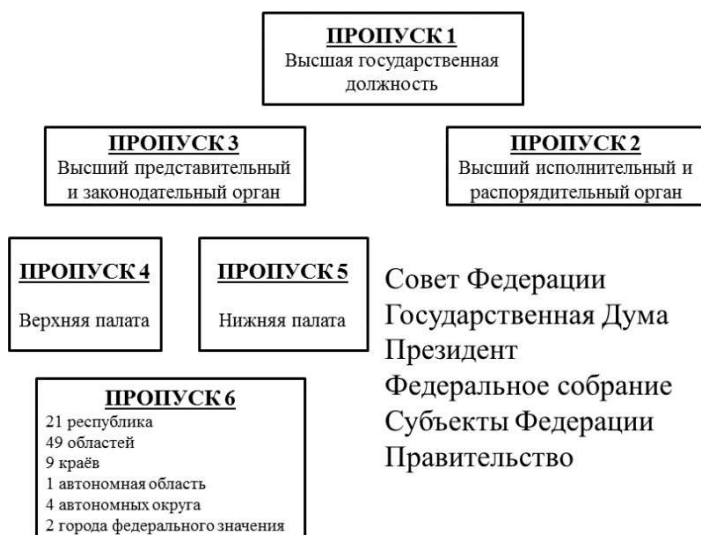 ПРОПУСК 1
Высшая государственная
должность
ПРОПУСК 3
Высший представительный
и законодательный орган
ПРОПУСК 2
Высший исполнительный и
распорядительный орган
ПРОПУСК 4
Верхняя палата
ПРОПУСК 5
Нижняя палата
Совет Федерации
Государственная Дума
Президент
Федеральное собрание
Субъекты Федерации
Правительство
ПРОПУСК 6
21 республика
49 областей
9 краёв
1 автономная область
4 автономных округа
2 города федерального значения